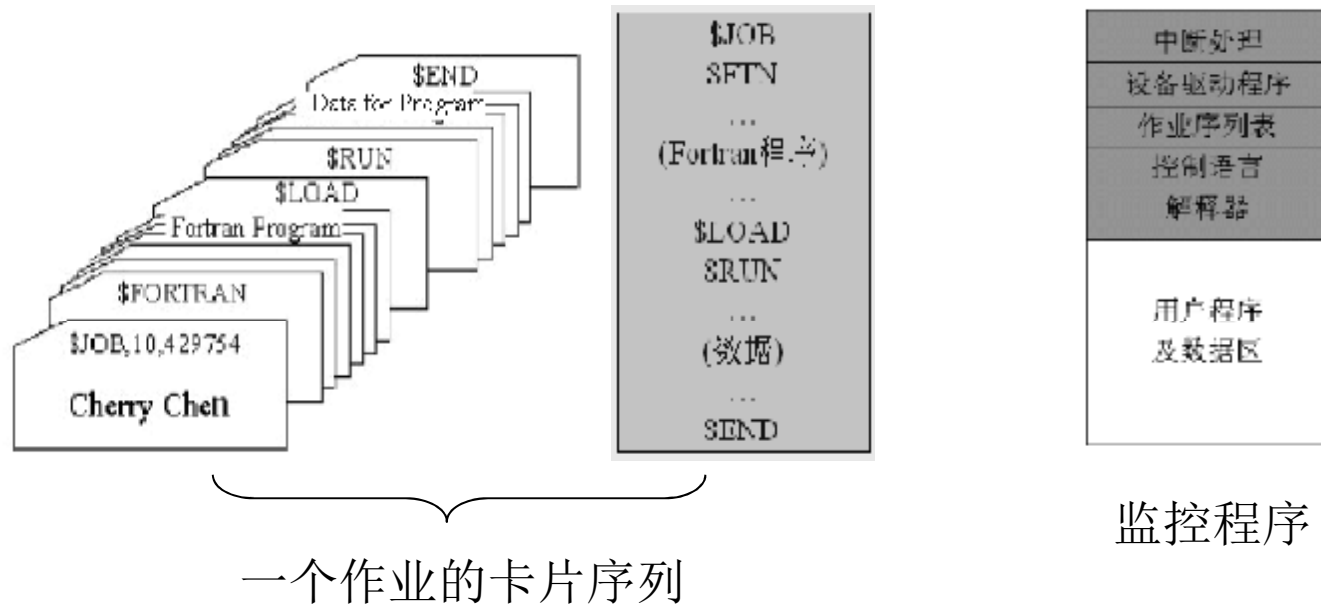 $END
Data for Program
$RUN
$LOAD
Fortran Program
$FORTRAN
$JOB,10,429754
Cherry Chen
$JOB
$FTN
...
(Fortran程序)
...
$LOAD
$RUN
...
(数据)
...
$END
一个作业的卡片序列
中断处理
设备驱动程序
作业序列表
控制语言
解释器
用户程序
及数据区
监控程序